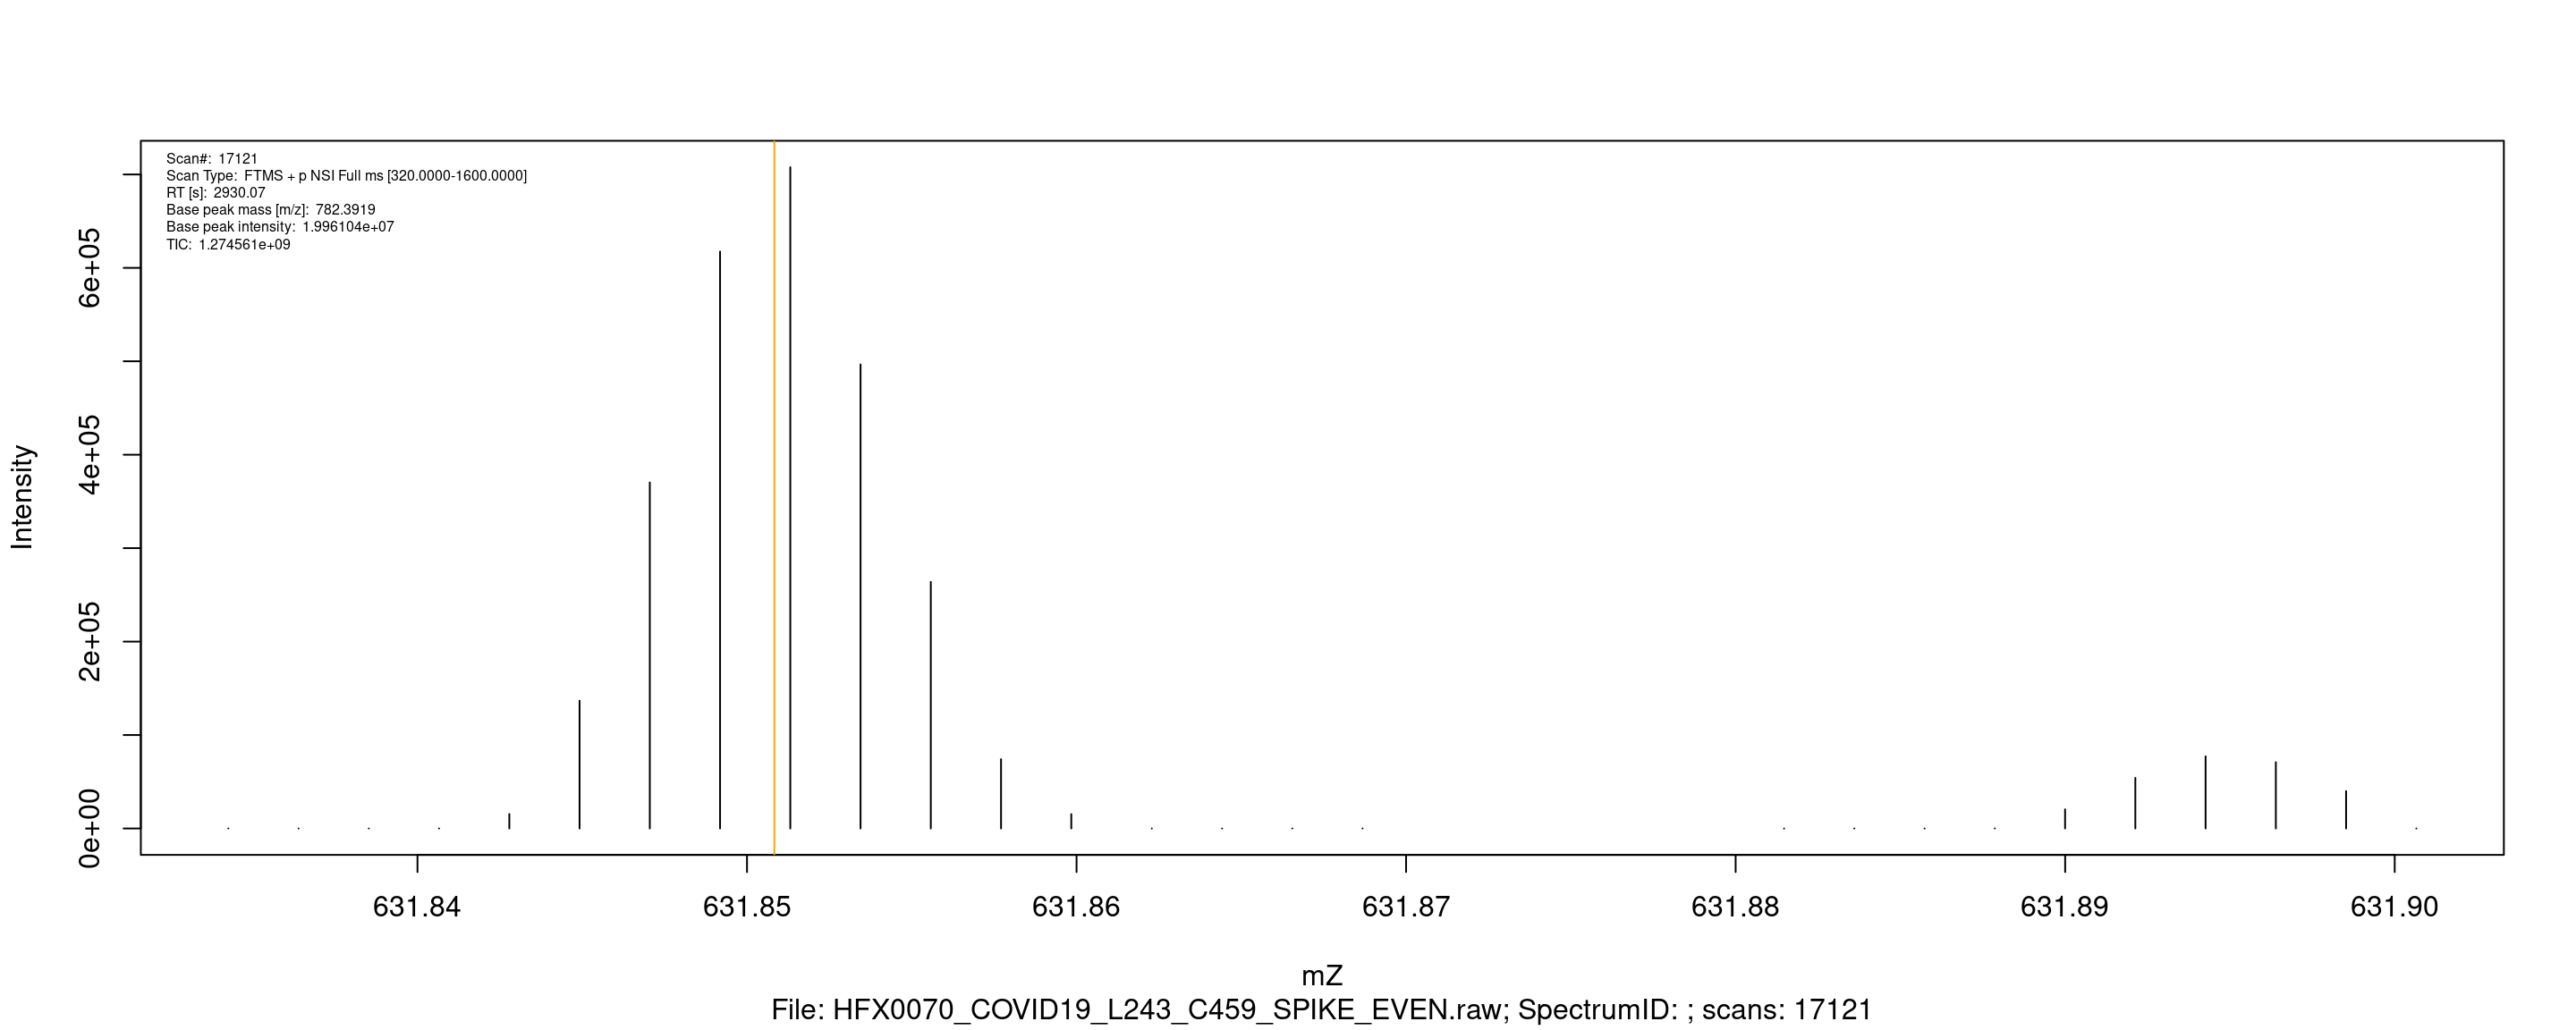 Scan#: 17121
Scan Type: FTMS + p NSI Full ms [320.0000-1600.0000]
RT [s]: 2930.07
Base peak mass [m/z]: 782.3919
Base peak intensity: 1.996104e+07
TIC: 1.274561e+09
Intensity
6e+05
4e+05
2e+05
0e+00
631.84 631.85 631.86 631.87 631.88 631.89 631.90
mZ
File: HFX0070_COVID19_L243_C459_SPIKE_EVEN.raw; SpectrumID: ; scans: 17121